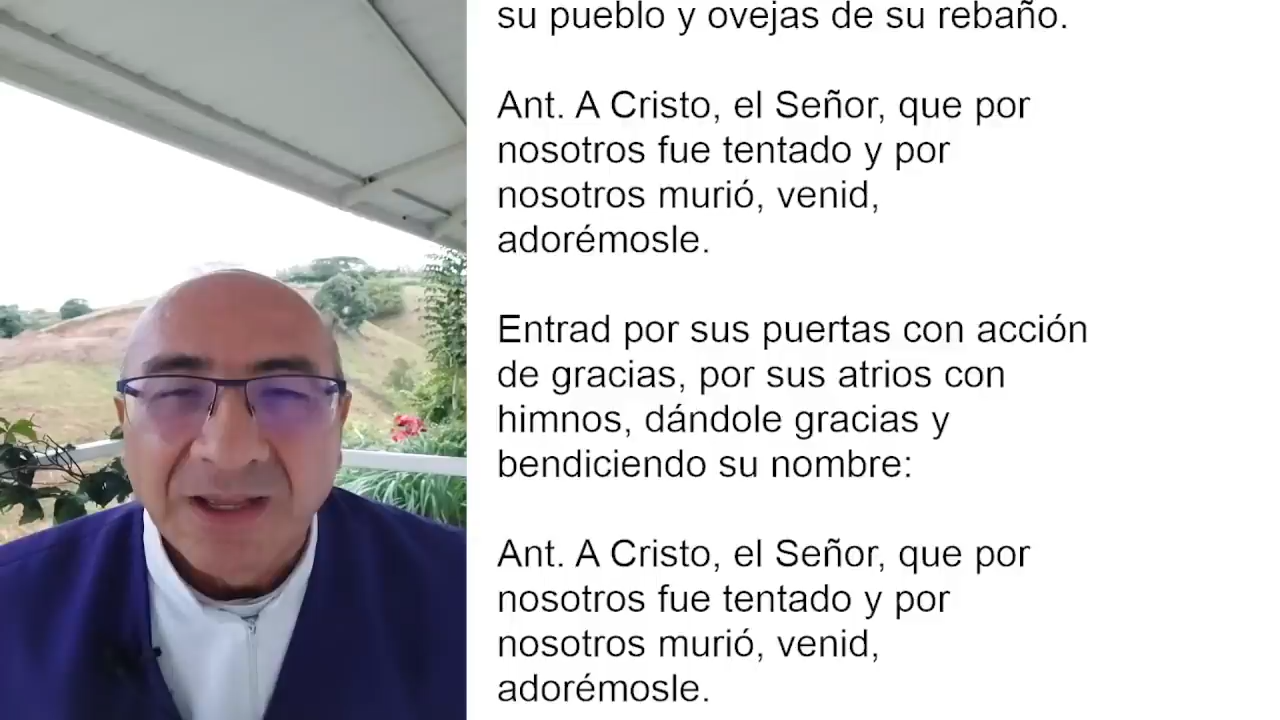 su pueblo y ovejas de su rebaño.
Ant. A Cristo, el Señor, que por
nosotros fue tentado y por
nosotros murió, venid,
adorémosle.
Entrad por sus puertas con acción
de gracias, por sus atrios con
himnos, dándole gracias y
bendiciendo su nombre:
Ant. A Cristo, el Señor, que por
nosotros fue tentado y por
nosotros murió, venid,
adorémosle.